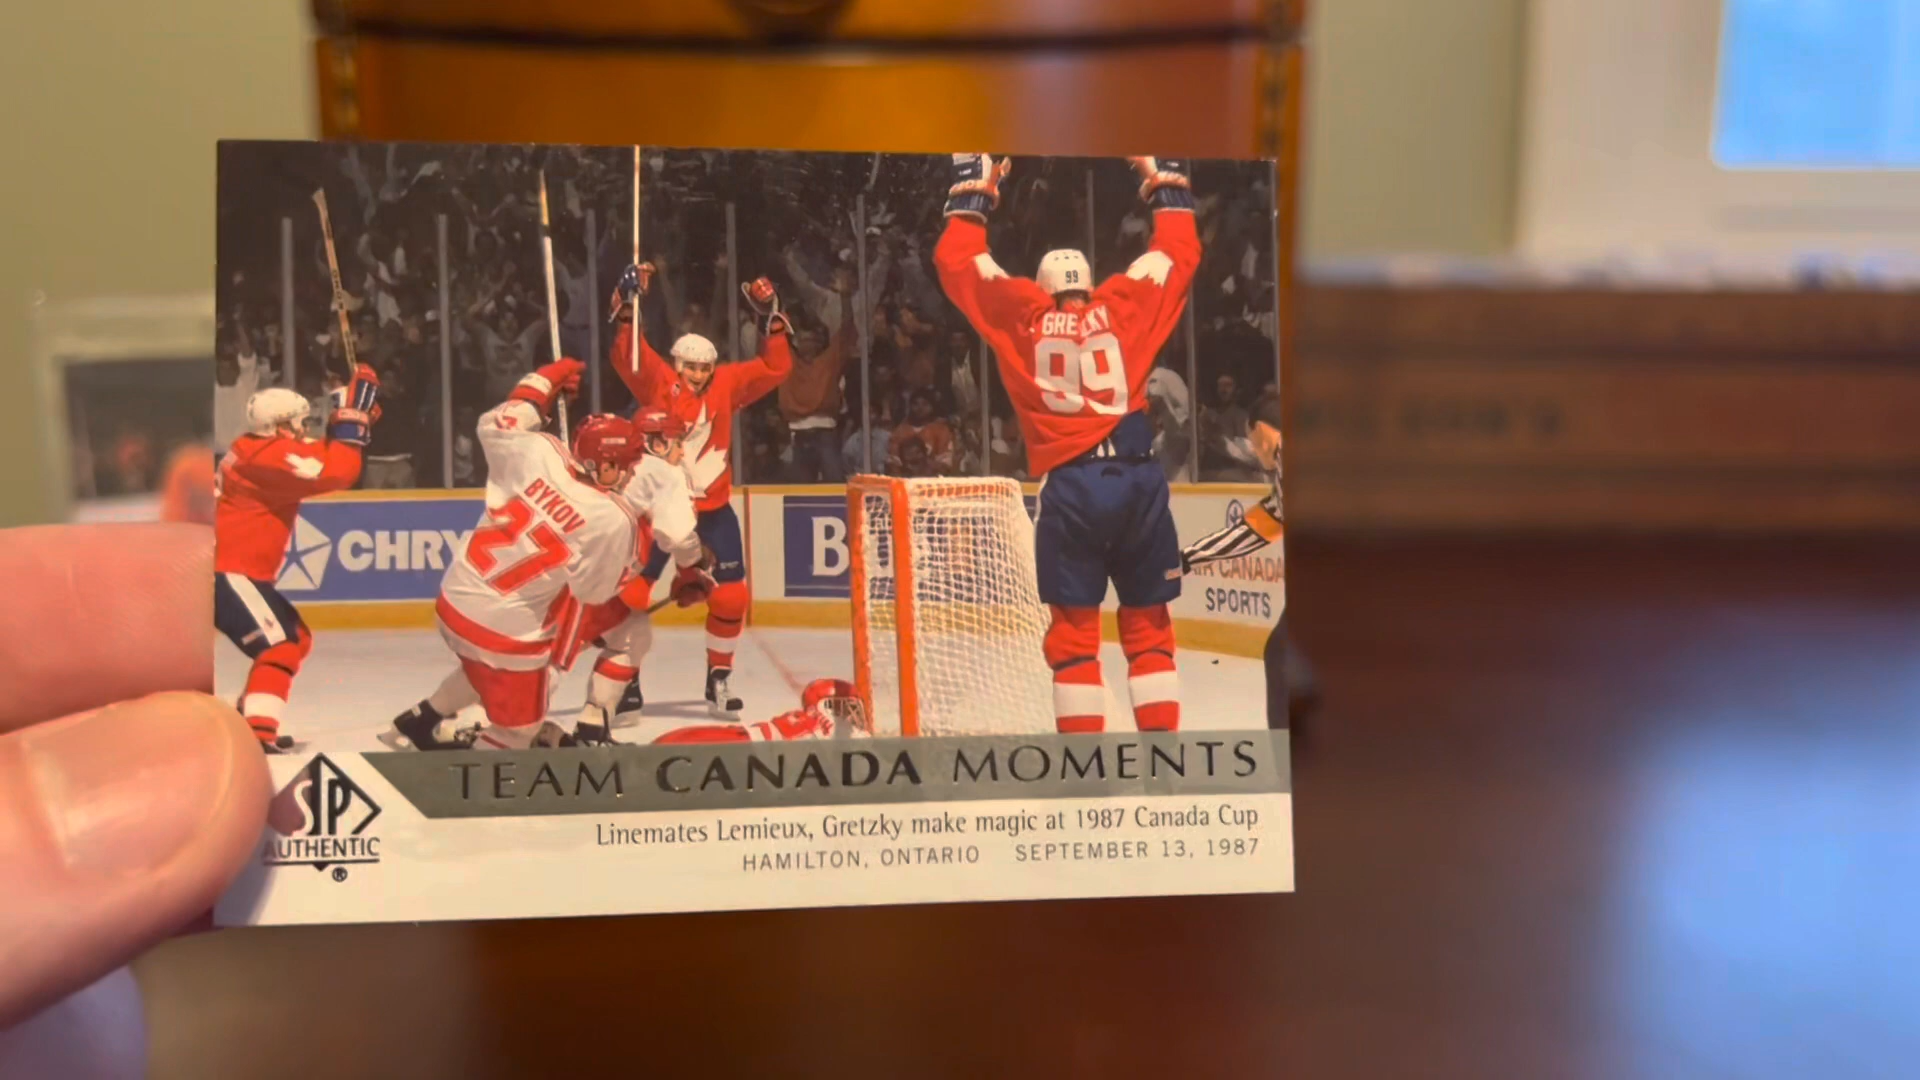 99
GRETZKY
99
BYKOV
27
CHRY
B
AIR CANADA
SPORTS
TEAM CANADA MOMENTS
SP
AUTHENTIC
®
Linemates Lemieux, Gretzky make magic at 1987 Canada Cup
HAMILTON, ONTARIO SEPTEMBER 13, 1987